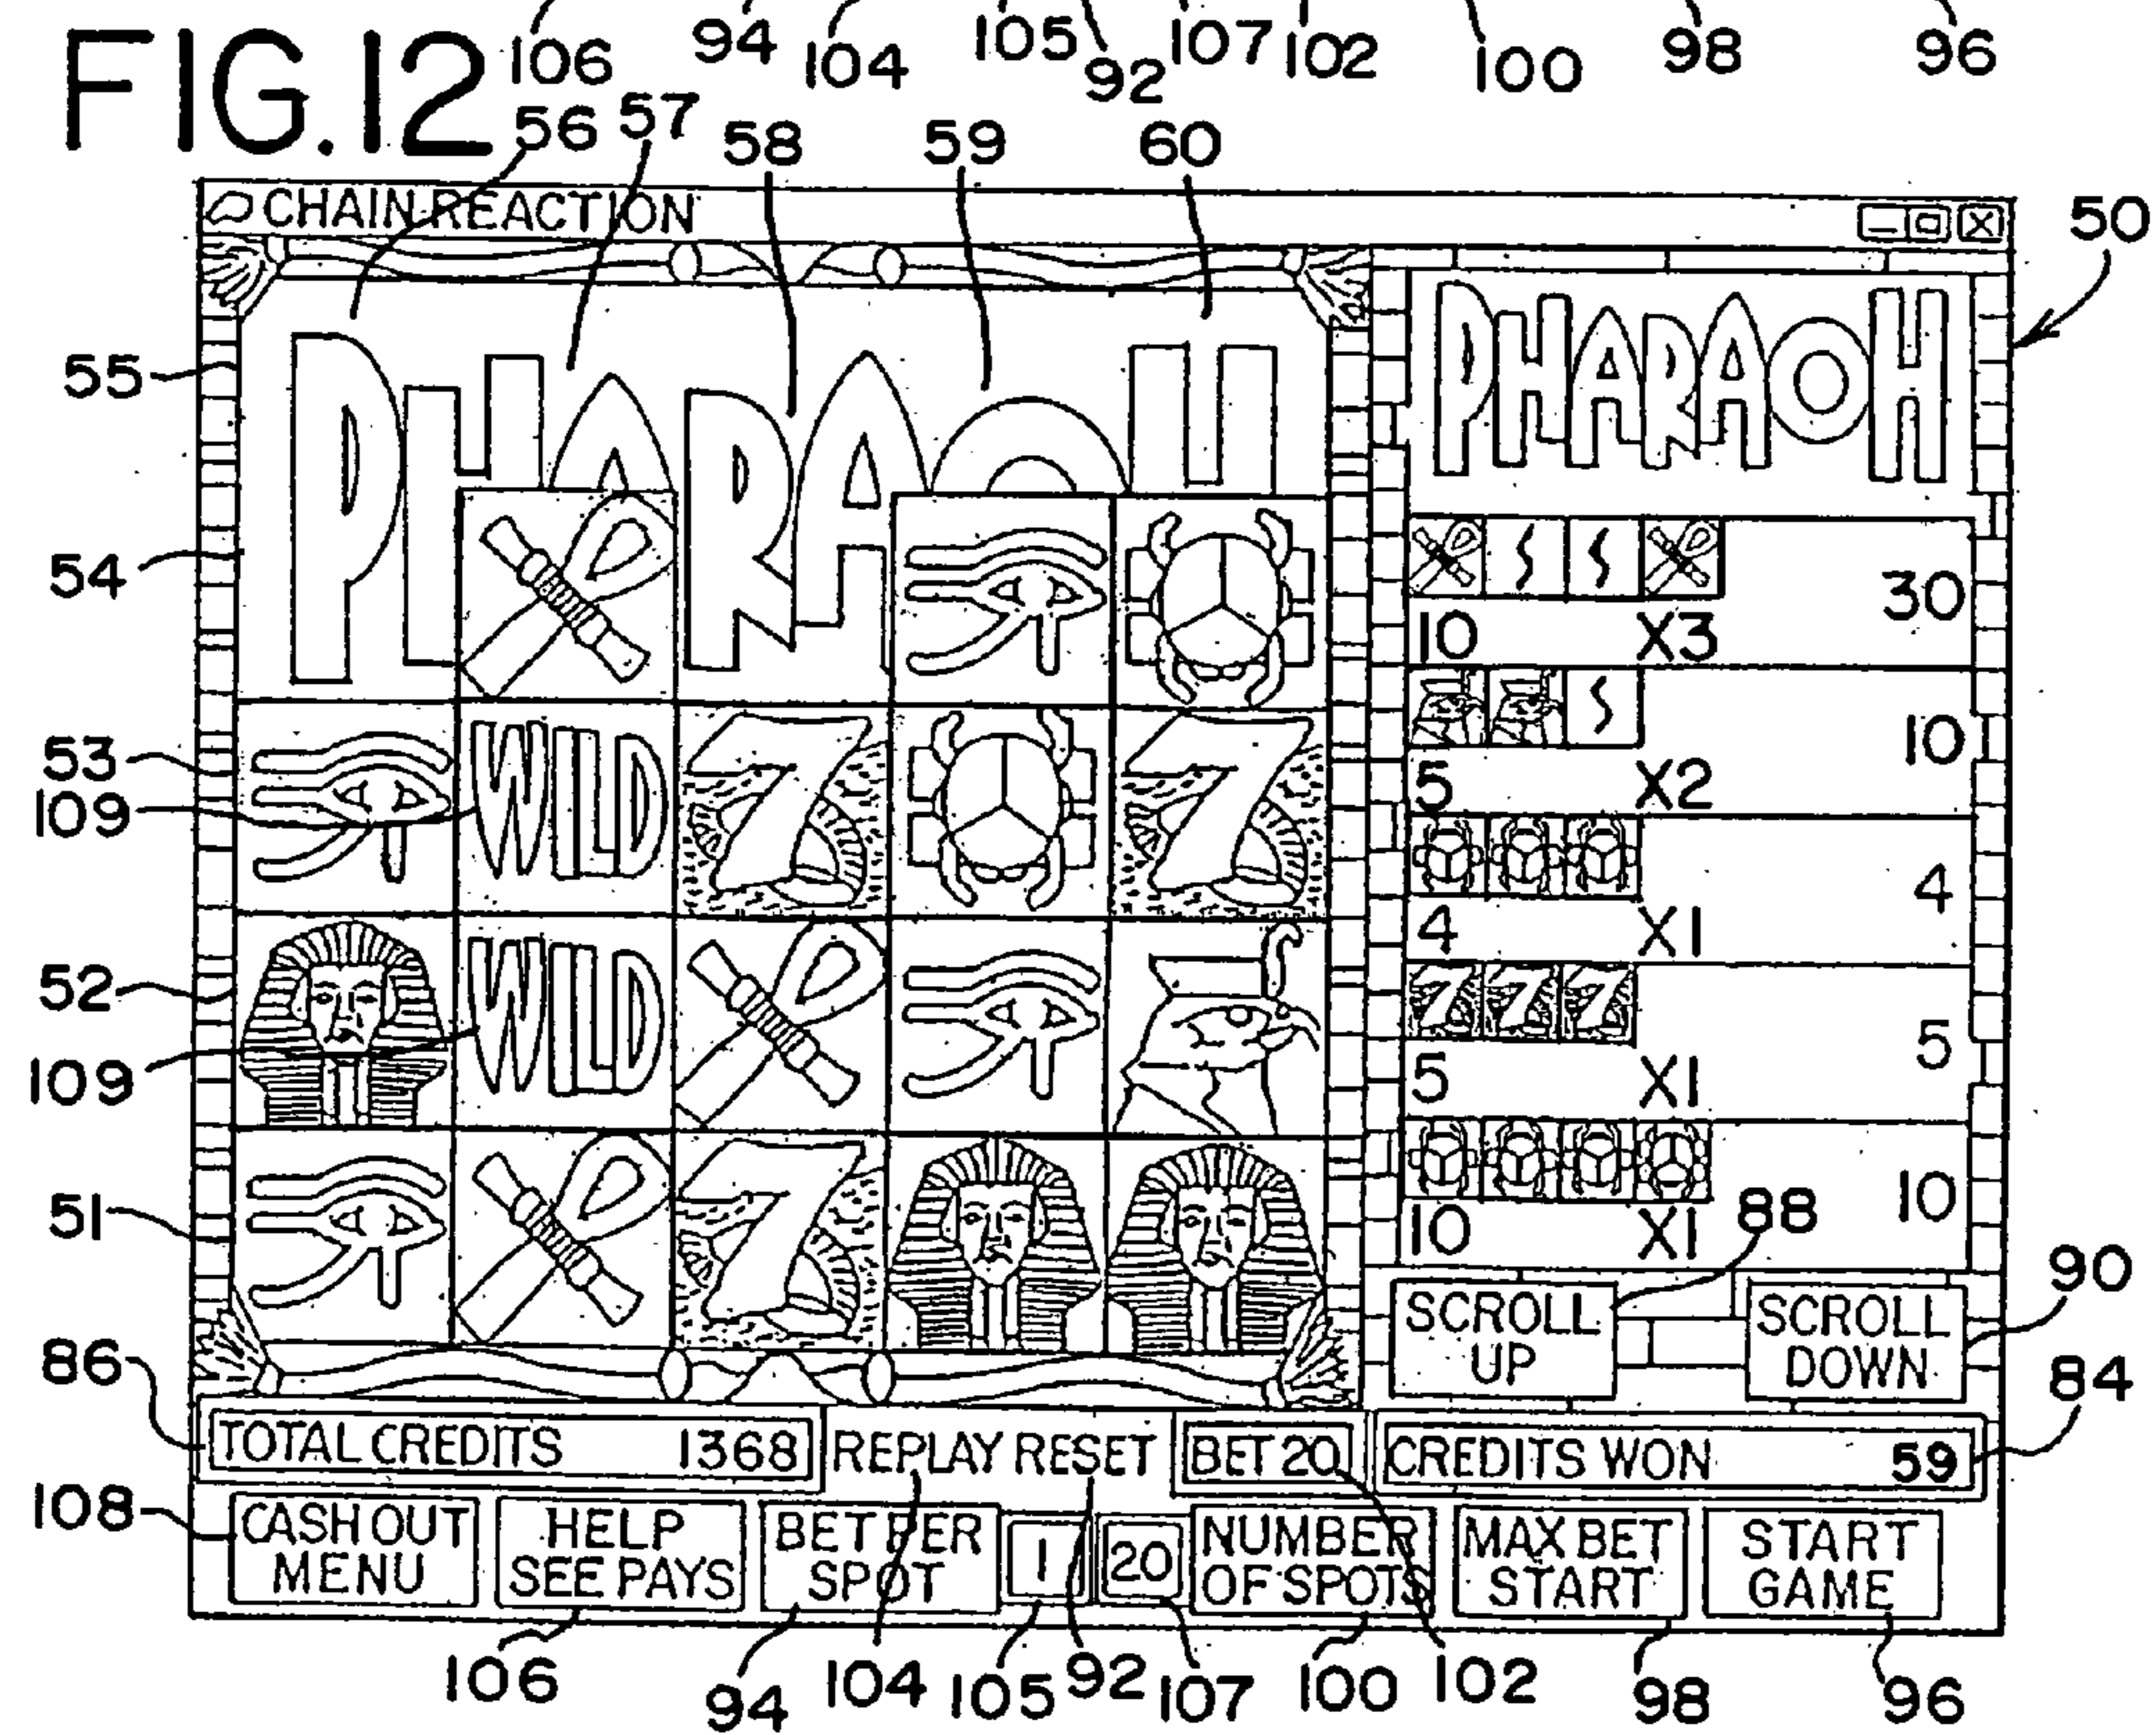 106 94 104 105 92 107 102 100 98 96
FIG.12
56 57 58 59 60
CHAIN REACTION
50
PHARAOH
PHARAOH
55
54
30
10 X3
10
53
109
WILD
5 X2
4
4 X1
52
109
WILD
5
5 X1
51
10
10 X1
88
90
SCROLL UP
SCROLL DOWN
86
84
TOTAL CREDITS 1368
REPLAY RESET
BET 20
CREDITS WON 59
108
CASH OUT MENU
HELP SEE PAYS
BET PER SPOT
1
20
NUMBER OF SPOTS
MAX BET START
START GAME
106 94 104 105 92 107 100 102 98 96